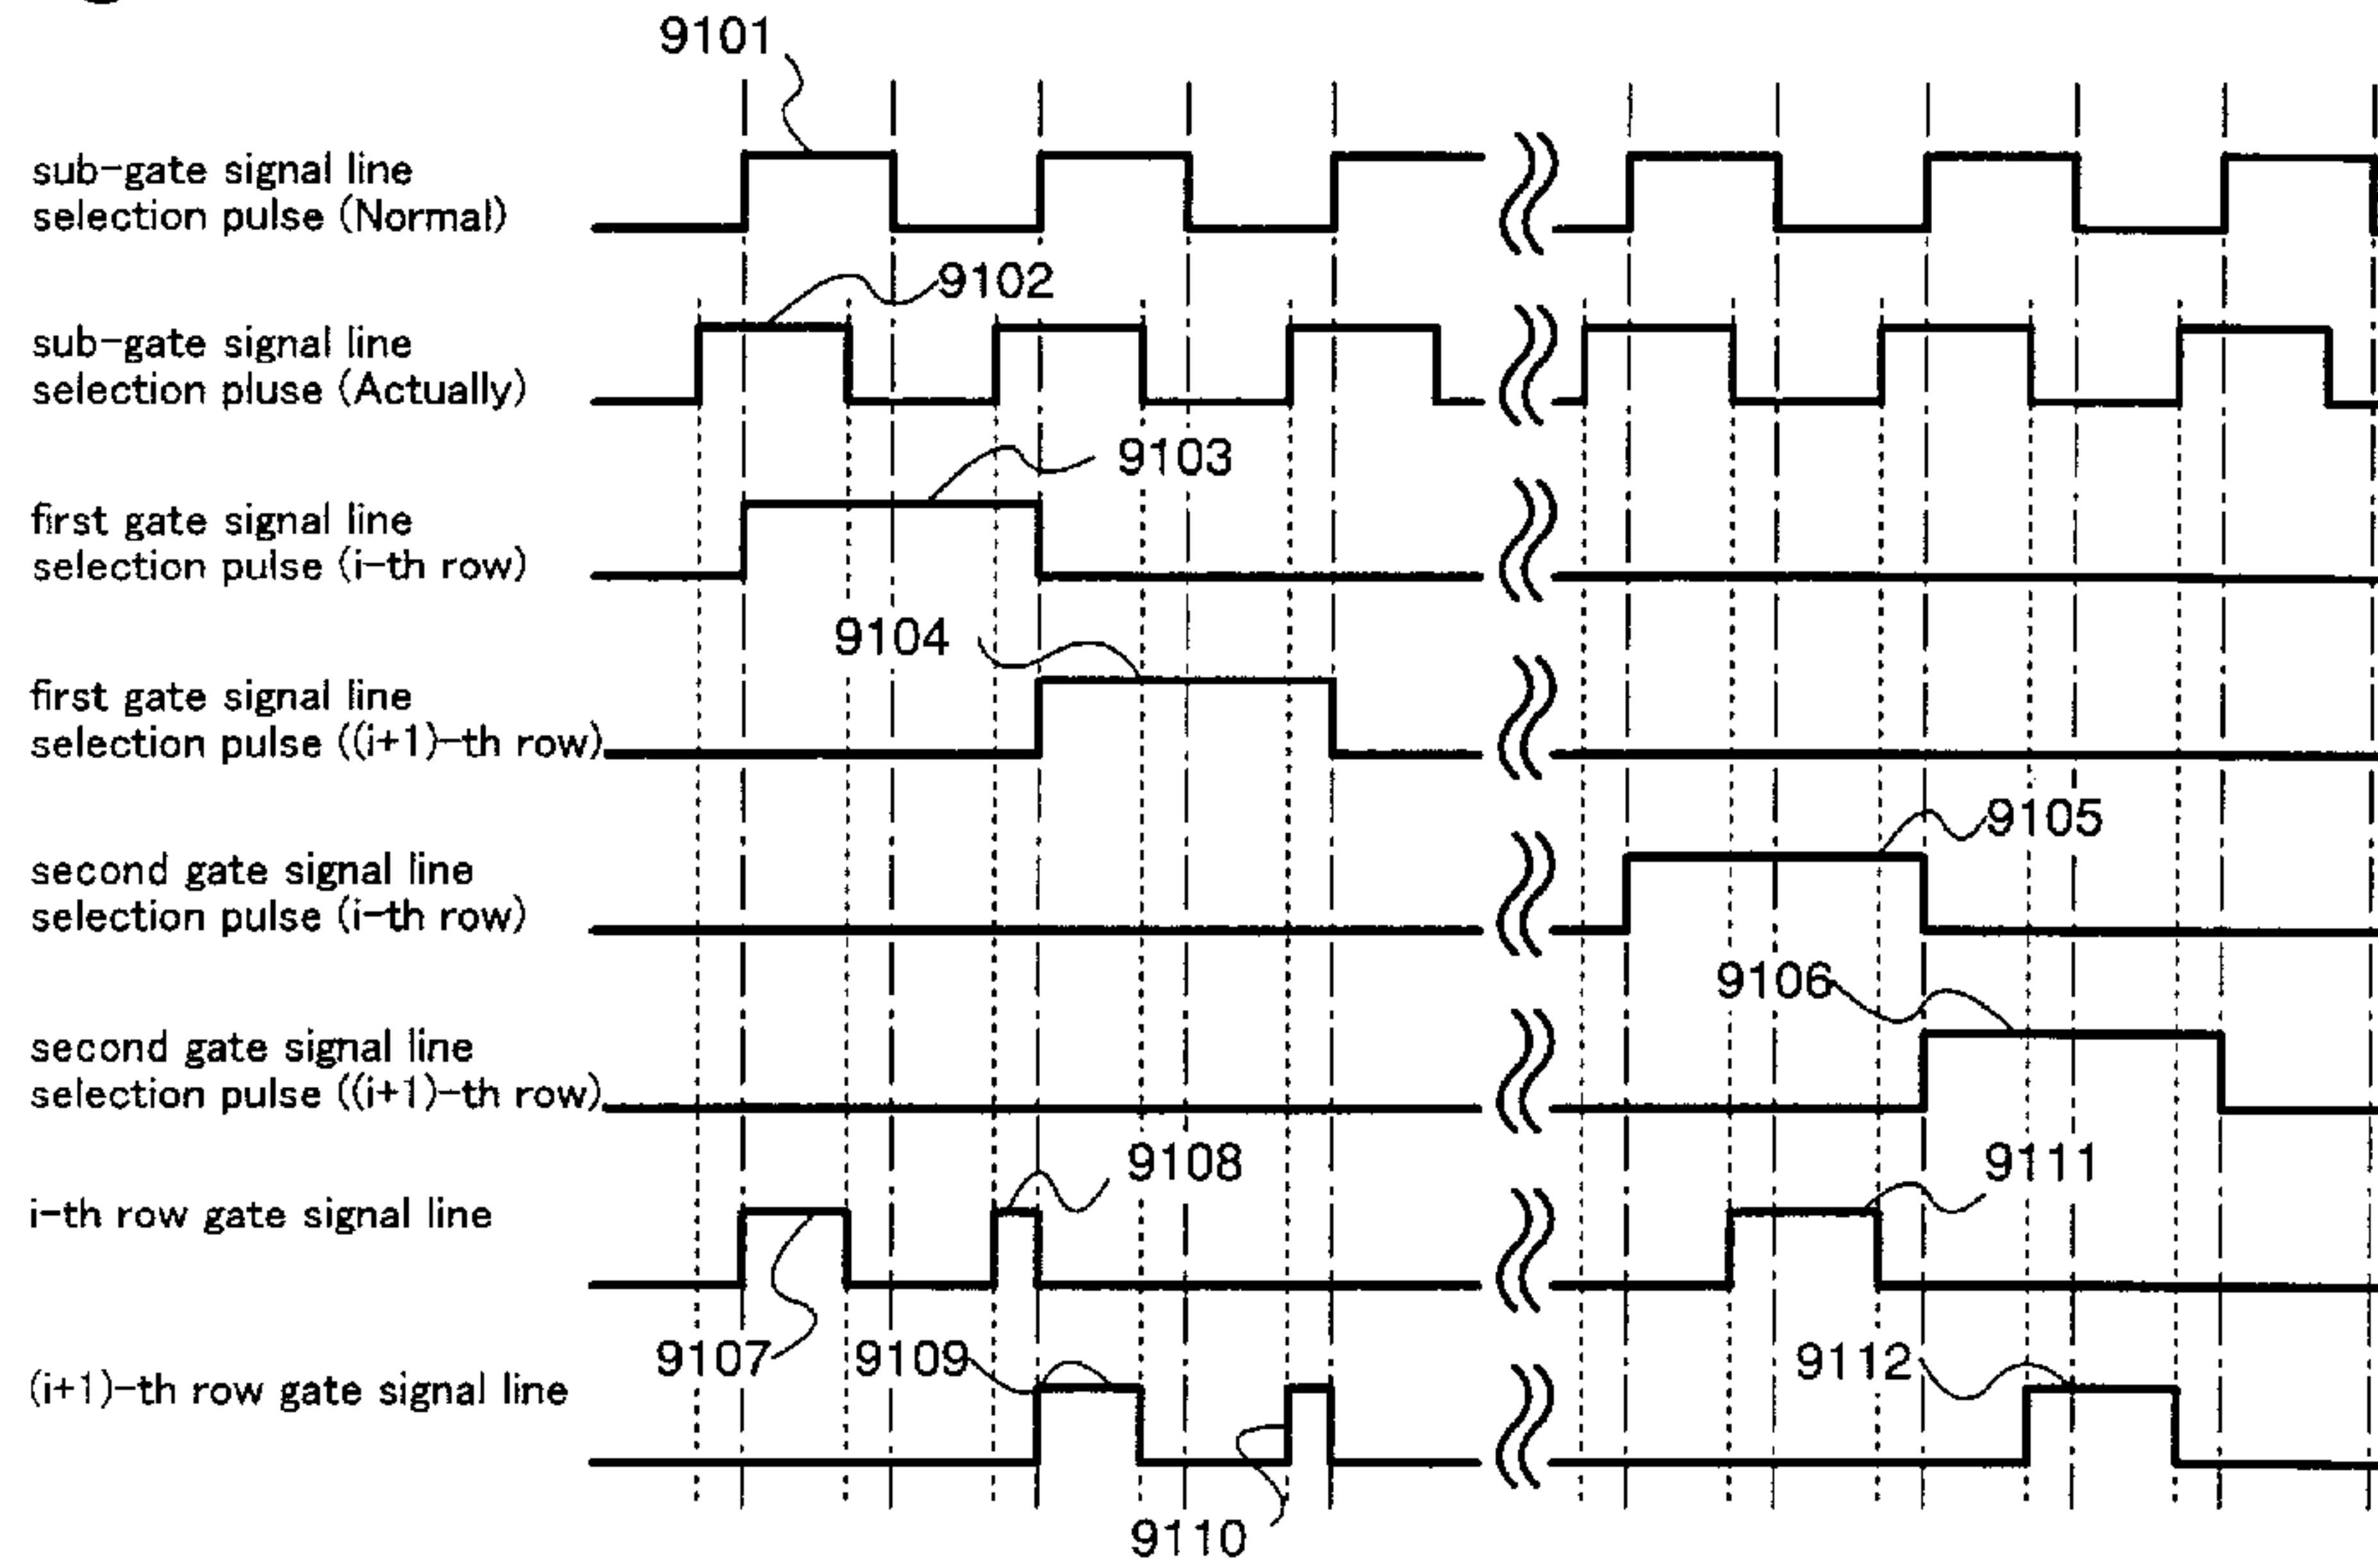 9101
sub-gate signal line
selection pulse (Normal)
9102
sub-gate signal line
selection pluse (Actually)
9103
first gate signal line
selection pulse (i-th row)
9104
first gate signal line
selection pulse ((i+1)-th row)
9105
second gate signal line
selection pulse (i-th row)
9106
second gate signal line
selection pulse ((i+1)-th row)
9108
9111
i-th row gate signal line
9107
9109
9112
(i+1)-th row gate signal line
9110